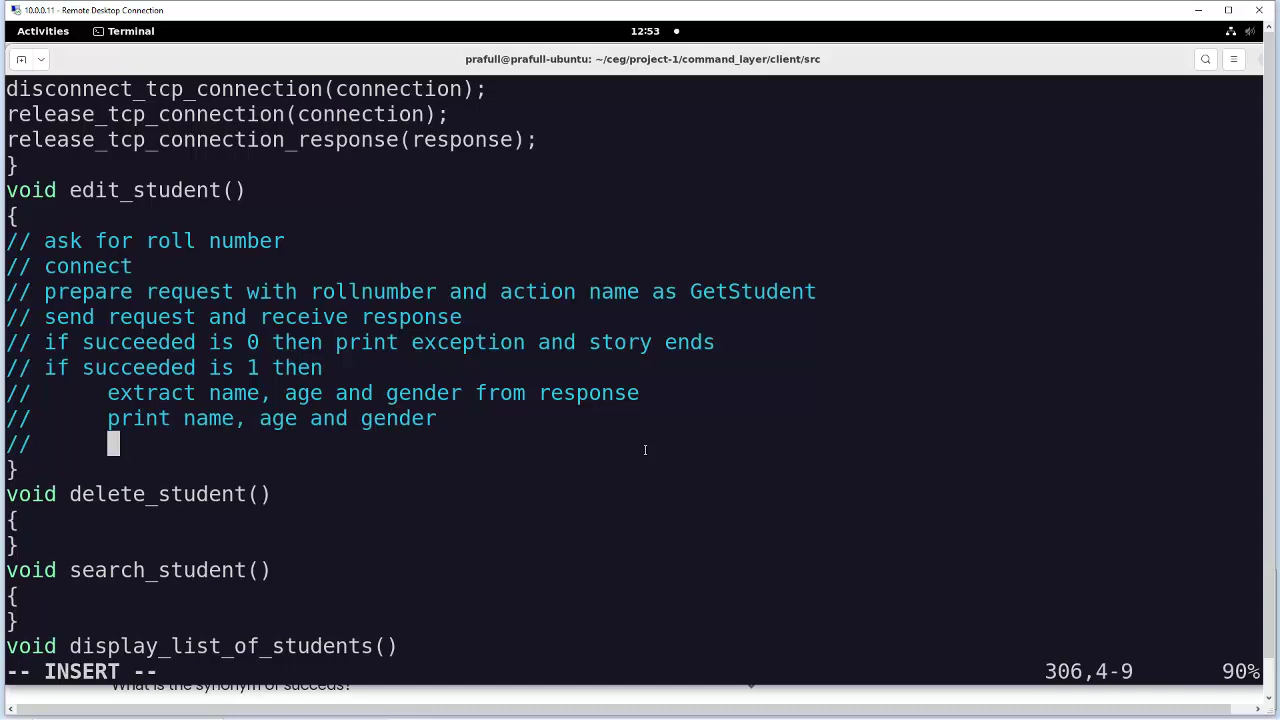 10.0.0.11 - Remote Desktop Connection
Activities Terminal 12:53
prafull@prafull-ubuntu: ~/ceg/project-1/command_layer/client/src
disconnect_tcp_connection(connection);
release_tcp_connection(connection);
release_tcp_connection_response(response);
}
void edit_student()
{
// ask for roll number
// connect
// prepare request with rollnumber and action name as GetStudent
// send request and receive response
// if succeeded is 0 then print exception and story ends
// if succeeded is 1 then
//      extract name, age and gender from response
//      print name, age and gender
//
}
void delete_student()
{
}
void search_student()
{
}
void display_list_of_students()
-- INSERT -- 306,4-9 90%
What is the synonym of succeds?